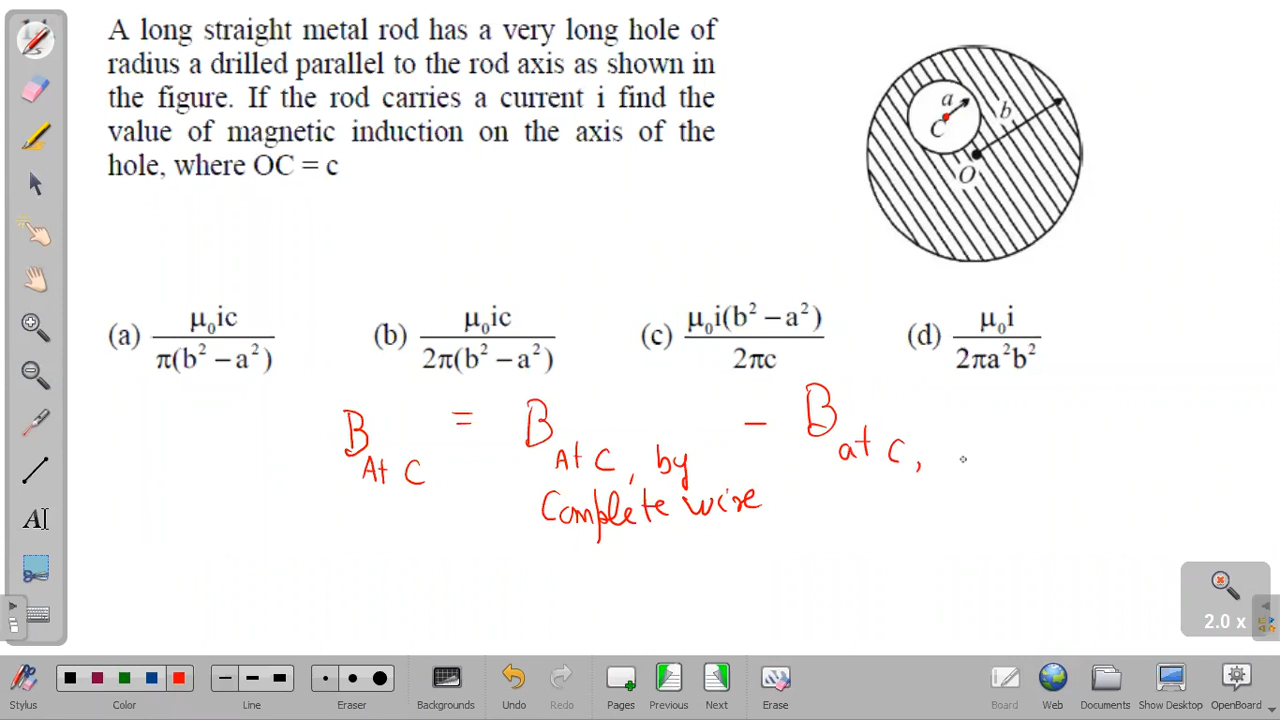 A long straight metal rod has a very long hole of
radius a drilled parallel to the rod axis as shown in
the figure. If the rod carries a current i find the
value of magnetic induction on the axis of the
hole, where OC = c
a
b
C
O
(a) μ₀ic / π(b² − a²) (b) μ₀ic / 2π(b² − a²) (c) μ₀i(b² − a²) / 2πc (d) μ₀i / 2πa²b²
B At C = B At C, by Complete wire − B at C,
2.0 x
Stylus Color Line Eraser Backgrounds Undo Redo Pages Previous Next Erase Board Web Documents Show Desktop OpenBoard